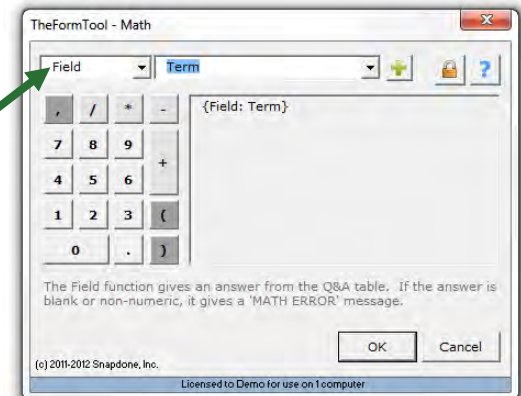 TheFormTool - Math
Field Term ?
{Field: Term}
, / * -
7 8 9 +
4 5 6
1 2 3 (
0 . )
The Field function gives an answer from the Q&A table. If the answer is
blank or non-numeric, it gives a 'MATH ERROR' message.
OK Cancel
(c) 2011-2012 Snapdone, Inc.
Licensed to Demo for use on 1 computer